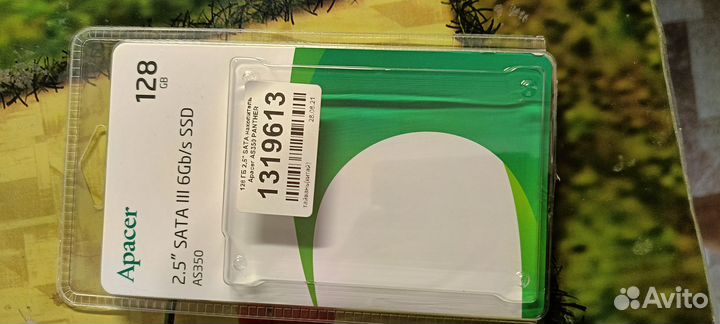 Apacer
2.5" SATA III 6Gb/s SSD
AS350
128
GB
128 ГБ 2.5" SATA накопитель
Apacer AS350 PANTHER
1319613
28.08.21
Avito